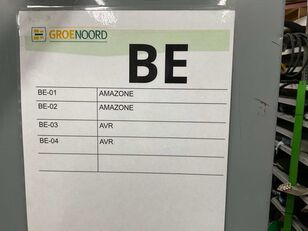 GROENOORD
BE
BE-01 AMAZONE
BE-02 AMAZONE
BE-03 AVR
BE-04 AVR